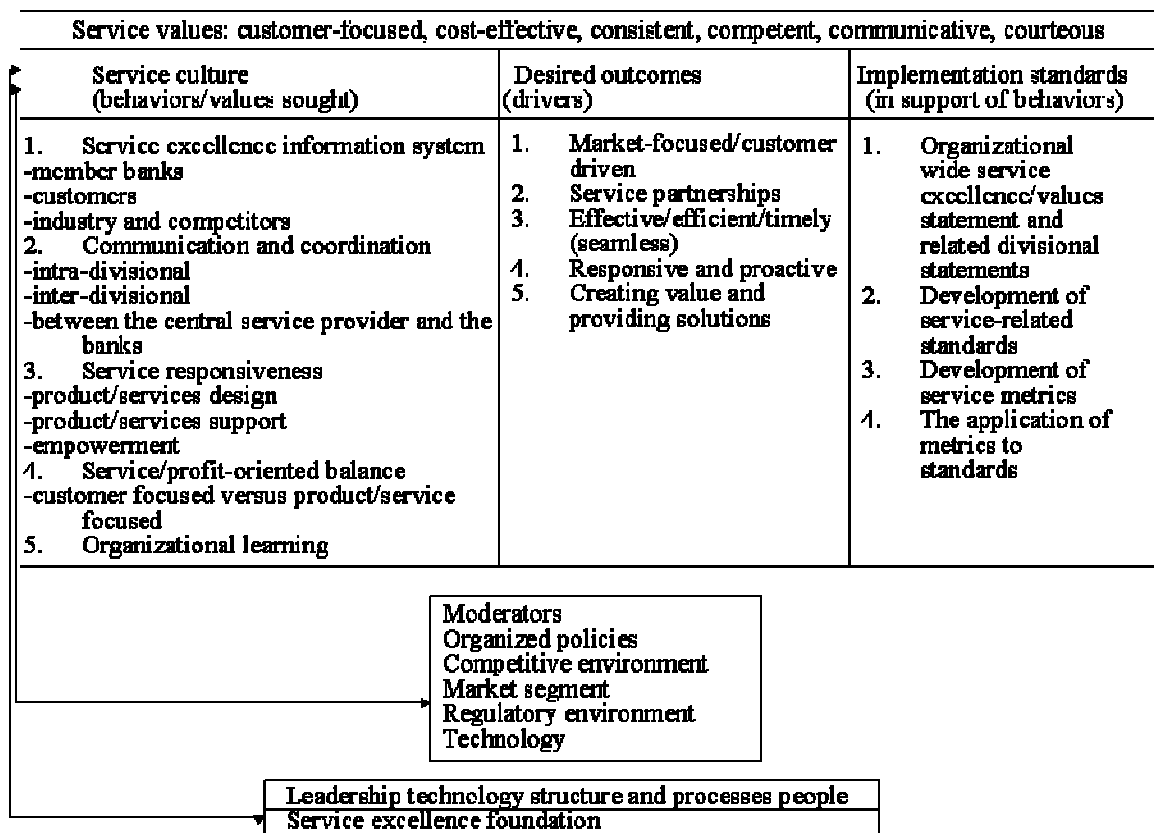 Service values: customer-focused, cost-effective, consistent, competent, communicative, courteous
Service culture
(behaviors/values sought)
1. Service excellence information system
-member banks
-customers
-industry and competitors
2. Communication and coordination
-intra-divisional
-inter-divisional
-between the central service provider and the
banks
3. Service responsiveness
-product/services design
-product/services support
-empowerment
4. Service/profit-oriented balance
-customer focused versus product/service
focused
5. Organizational learning
Desired outcomes
(drivers)
1. Market-focused/customer
driven
2. Service partnerships
3. Effective/efficient/timely
(seamless)
4. Responsive and proactive
5. Creating value and
providing solutions
Implementation standards
(in support of behaviors)
1. Organizational
wide service
excellence/values
statement and
related divisional
statements
2. Development of
service-related
standards
3. Development of
service metrics
4. The application of
metrics to
standards
Moderators
Organized policies
Competitive environment
Market segment
Regulatory environment
Technology
Leadership technology structure and processes people
Service excellence foundation